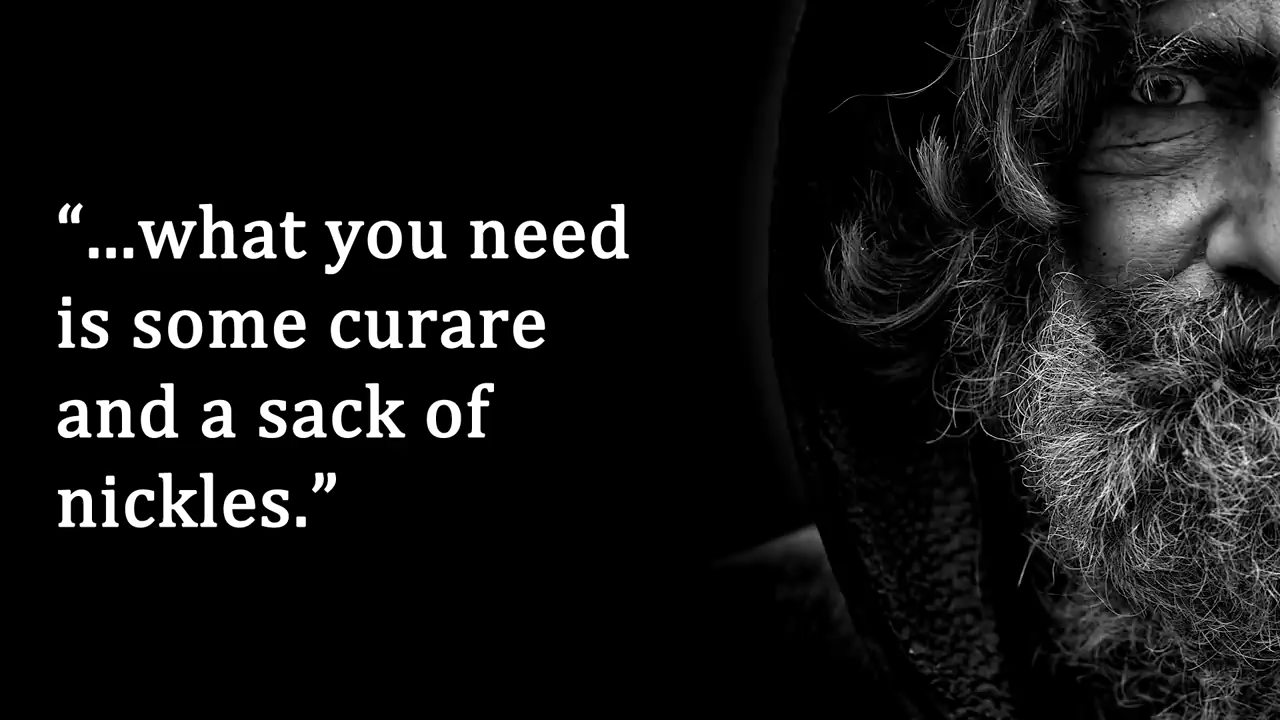 “...what you need
is some curare
and a sack of
nickles.”